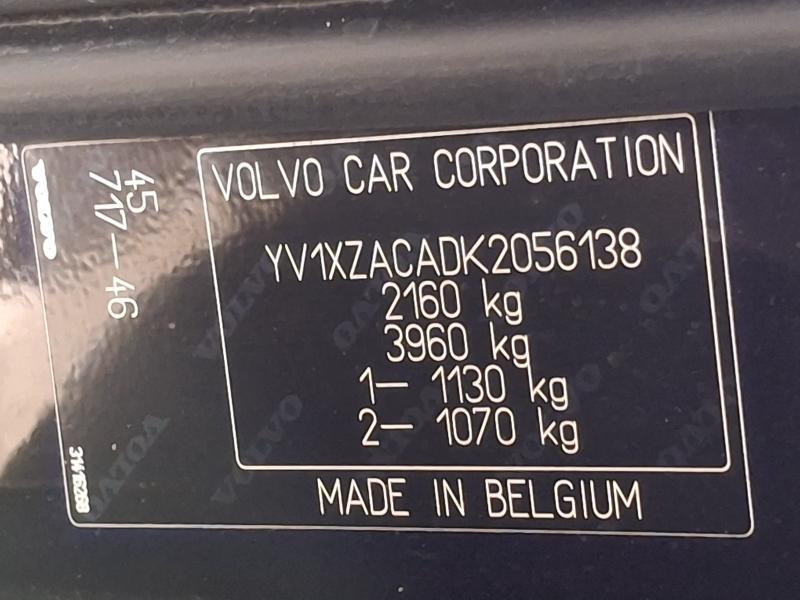 VOLVO
45
717-46
VOLVO CAR CORPORATION
YV1XZACADK2056138
2160 kg
3960 kg
1- 1130 kg
2- 1070 kg
MADE IN BELGIUM